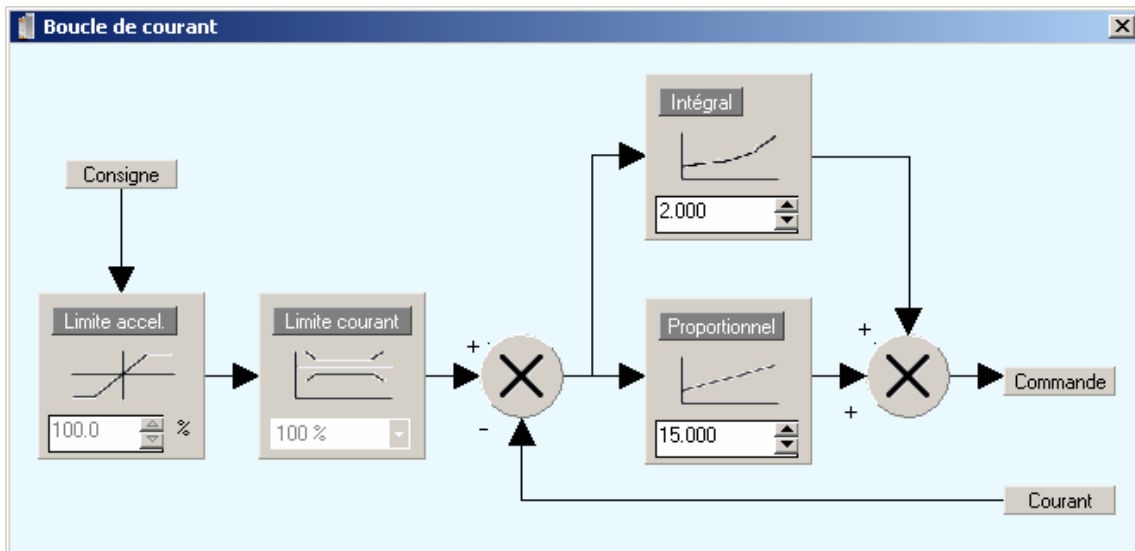 Boucle de courant
Intégral
2.000
Consigne
Limite accel.
100.0 %
Limite courant
100 %
+
-
Proportionnel
15.000
+
+
Commande
Courant